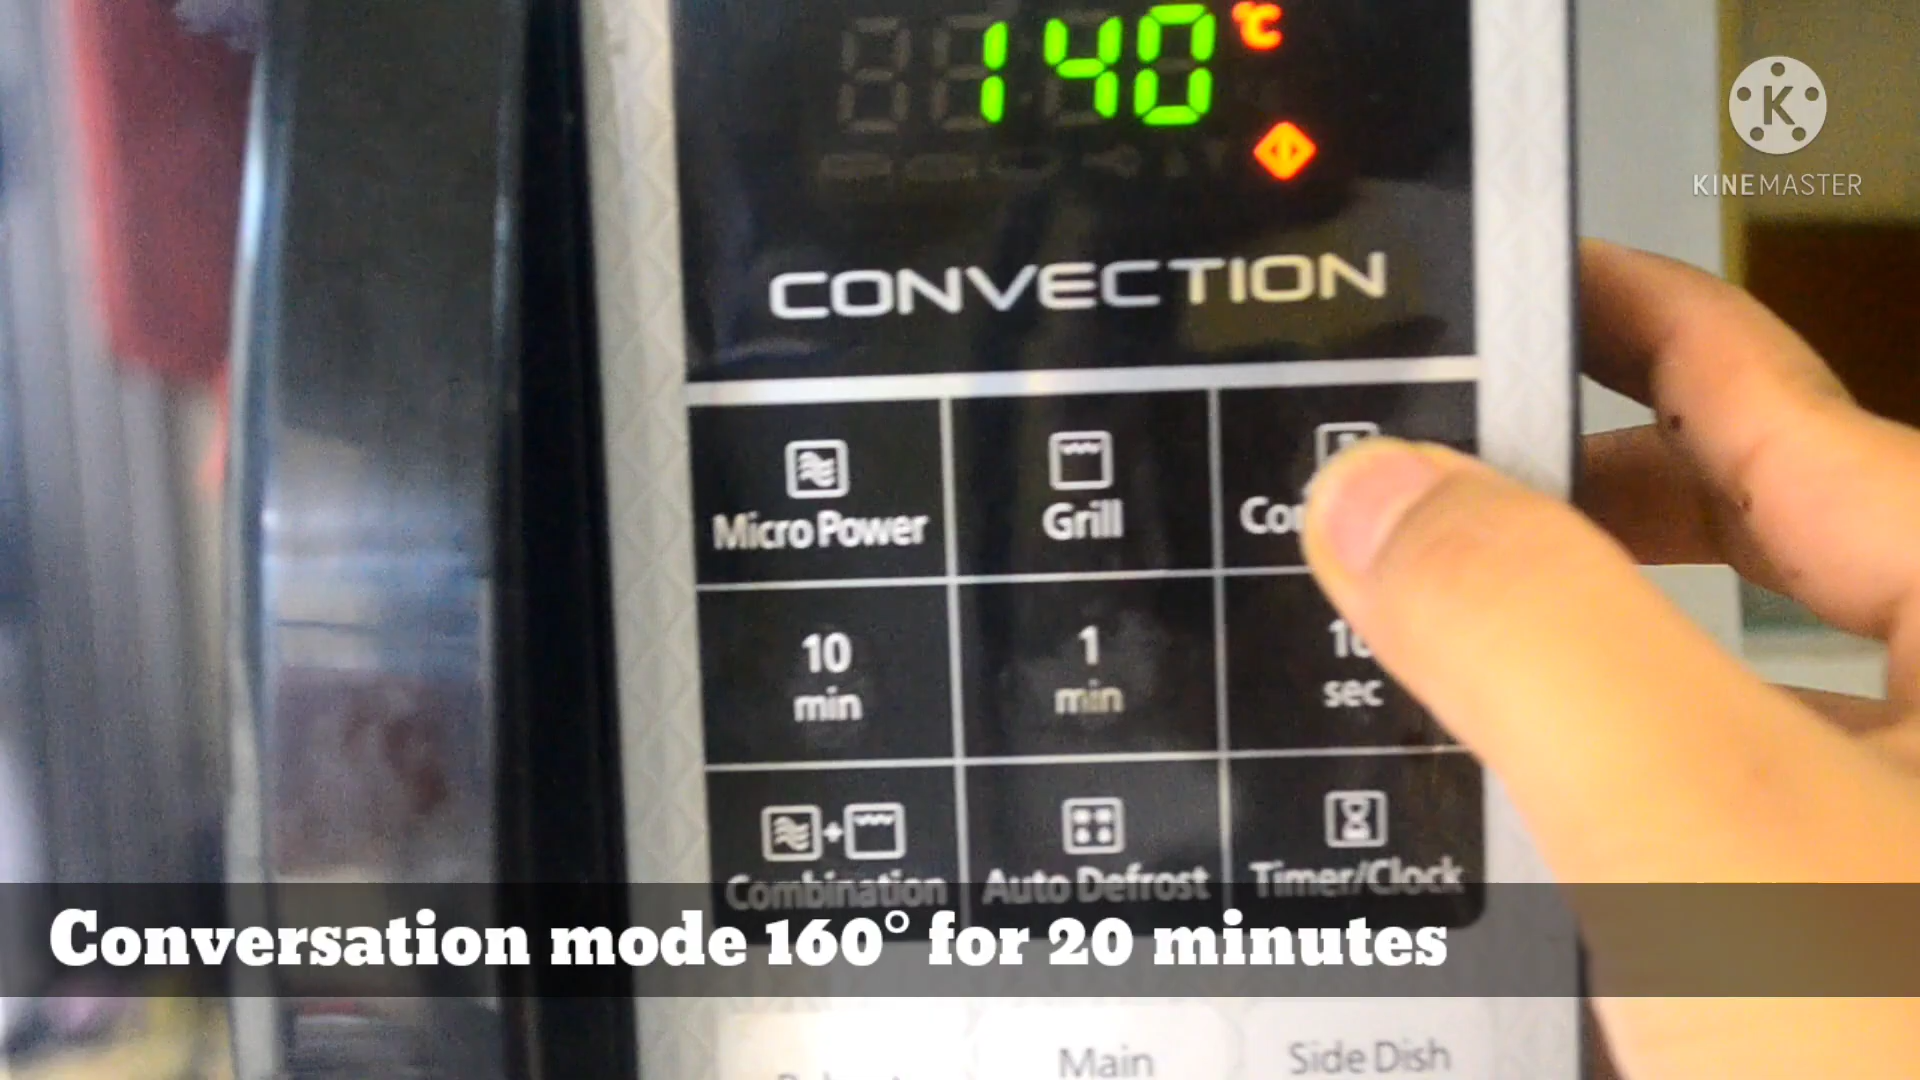 140 °C
K
KINEMASTER
CONVECTION
Micro Power
Grill
10
min
1
min
sec
Combination
Auto Defrost
Timer/Clock
Conversation mode 160° for 20 minutes
Main
Side Dish